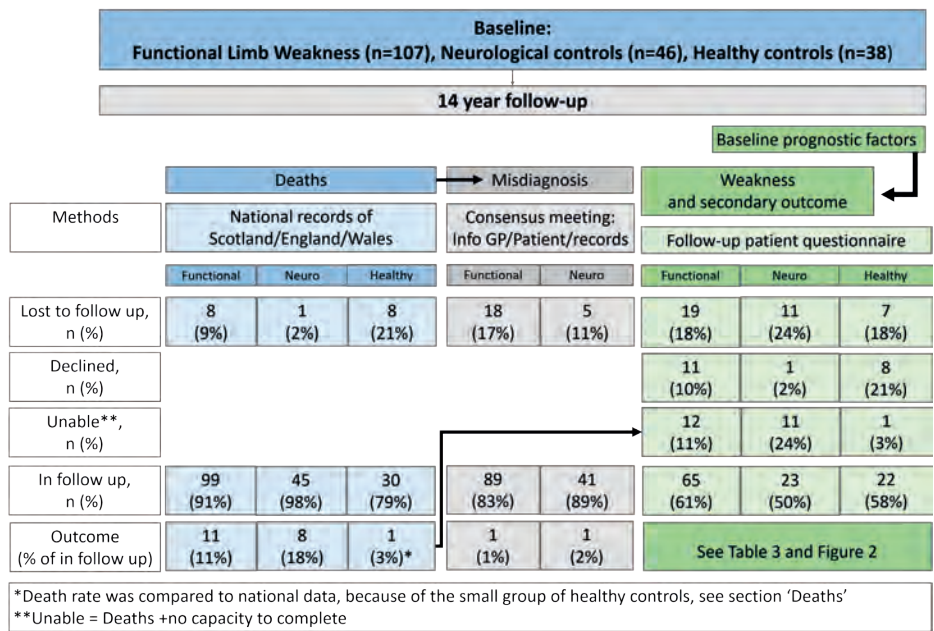 Baseline:
Functional Limb Weakness (n=107), Neurological controls (n=46), Healthy controls (n=38)
14 year follow-up
Baseline prognostic factors
Deaths
Misdiagnosis
Weakness
and secondary outcome
Methods
National records of
Scotland/England/Wales
Consensus meeting:
Info GP/Patient/records
Follow-up patient questionnaire
Functional Neuro Healthy Functional Neuro Functional Neuro Healthy
Lost to follow up, 8 1 8 18 5 19 11 7
n (%) (9%) (2%) (21%) (17%) (11%) (18%) (24%) (18%)
Declined, 11 1 8
n (%) (10%) (2%) (21%)
Unable**, 12 11 1
n (%) (11%) (24%) (3%)
In follow up, 99 45 30 89 41 65 23 22
n (%) (91%) (98%) (79%) (83%) (89%) (61%) (50%) (58%)
Outcome 11 8 1 1 1
(% of in follow up) (11%) (18%) (3%)* (1%) (2%)
See Table 3 and Figure 2
*Death rate was compared to national data, because of the small group of healthy controls, see section ‘Deaths’
**Unable = Deaths +no capacity to complete